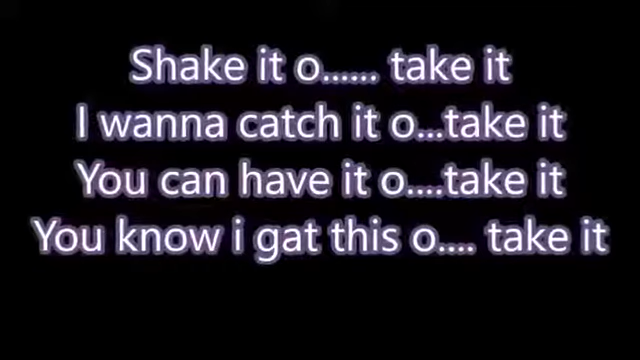 Shake it o...... take it
I wanna catch it o...take it
You can have it o....take it
You know i gat this o.... take it